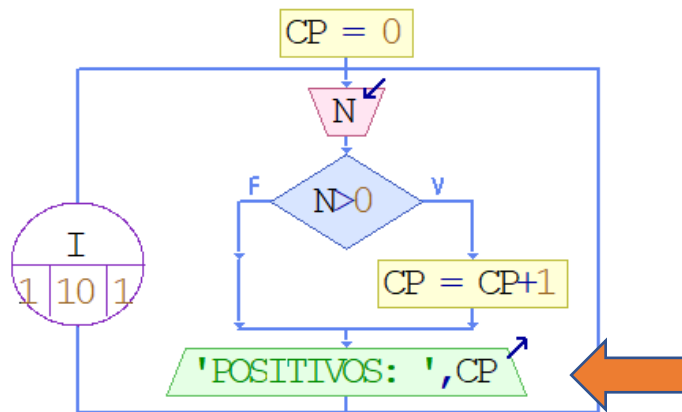 CP = 0
N
F
V
N>0
I
1 10 1
CP = CP+1
'POSITIVOS: ',CP